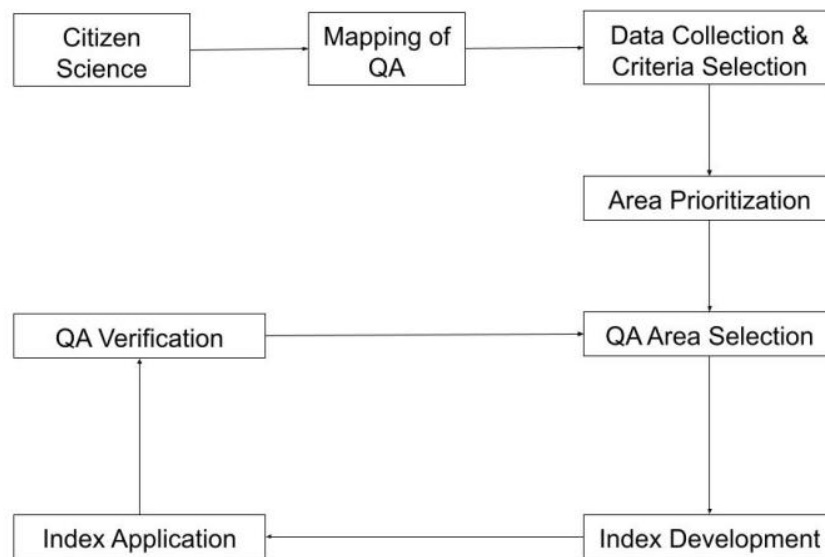 Citizen
Science
Mapping of
QA
Data Collection &
Criteria Selection
Area Prioritization
QA Verification
QA Area Selection
Index Application
Index Development